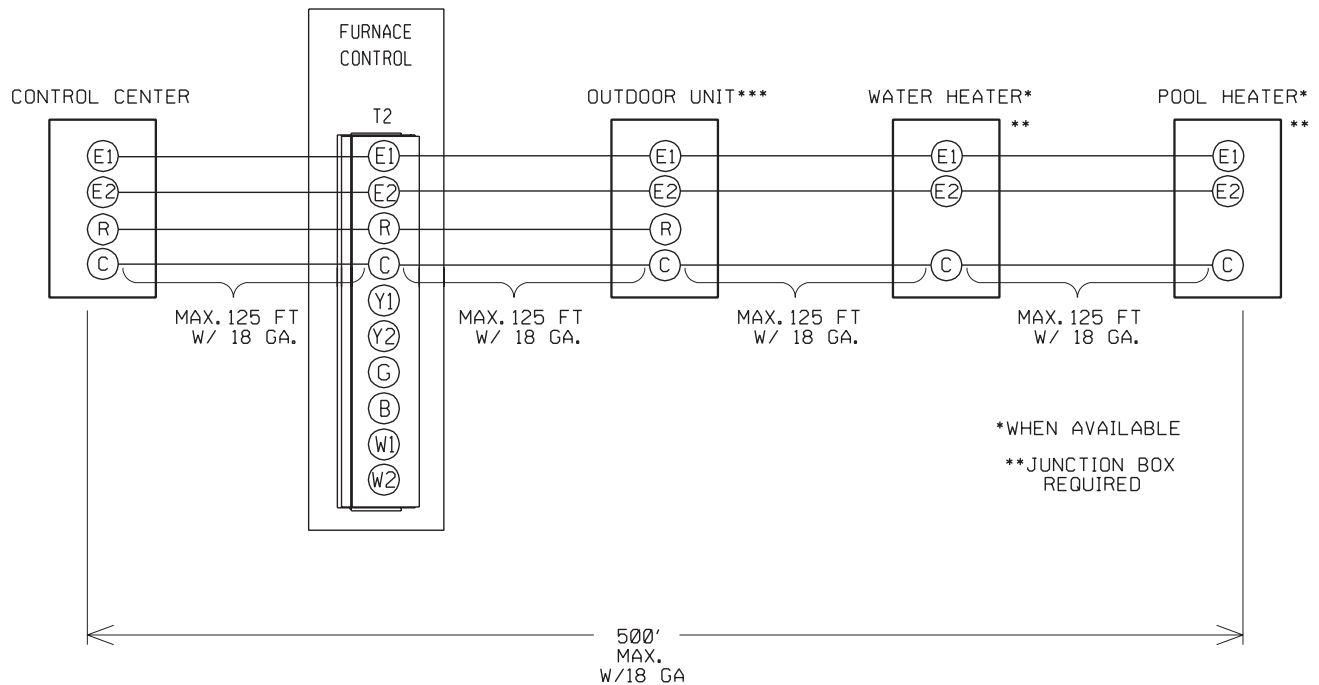 FURNACE
CONTROL
CONTROL CENTER
T2
OUTDOOR UNIT***
WATER HEATER*
**
POOL HEATER*
**
E1
E1
E1
E1
E1
E2
E2
E2
E2
E2
R
R
R
C
C
C
C
C
MAX. 125 FT
W/ 18 GA.
MAX. 125 FT
W/ 18 GA.
MAX. 125 FT
W/ 18 GA.
MAX. 125 FT
W/ 18 GA.
Y1
Y2
G
B
W1
W2
*WHEN AVAILABLE
**JUNCTION BOX
REQUIRED
500'
MAX.
W/18 GA